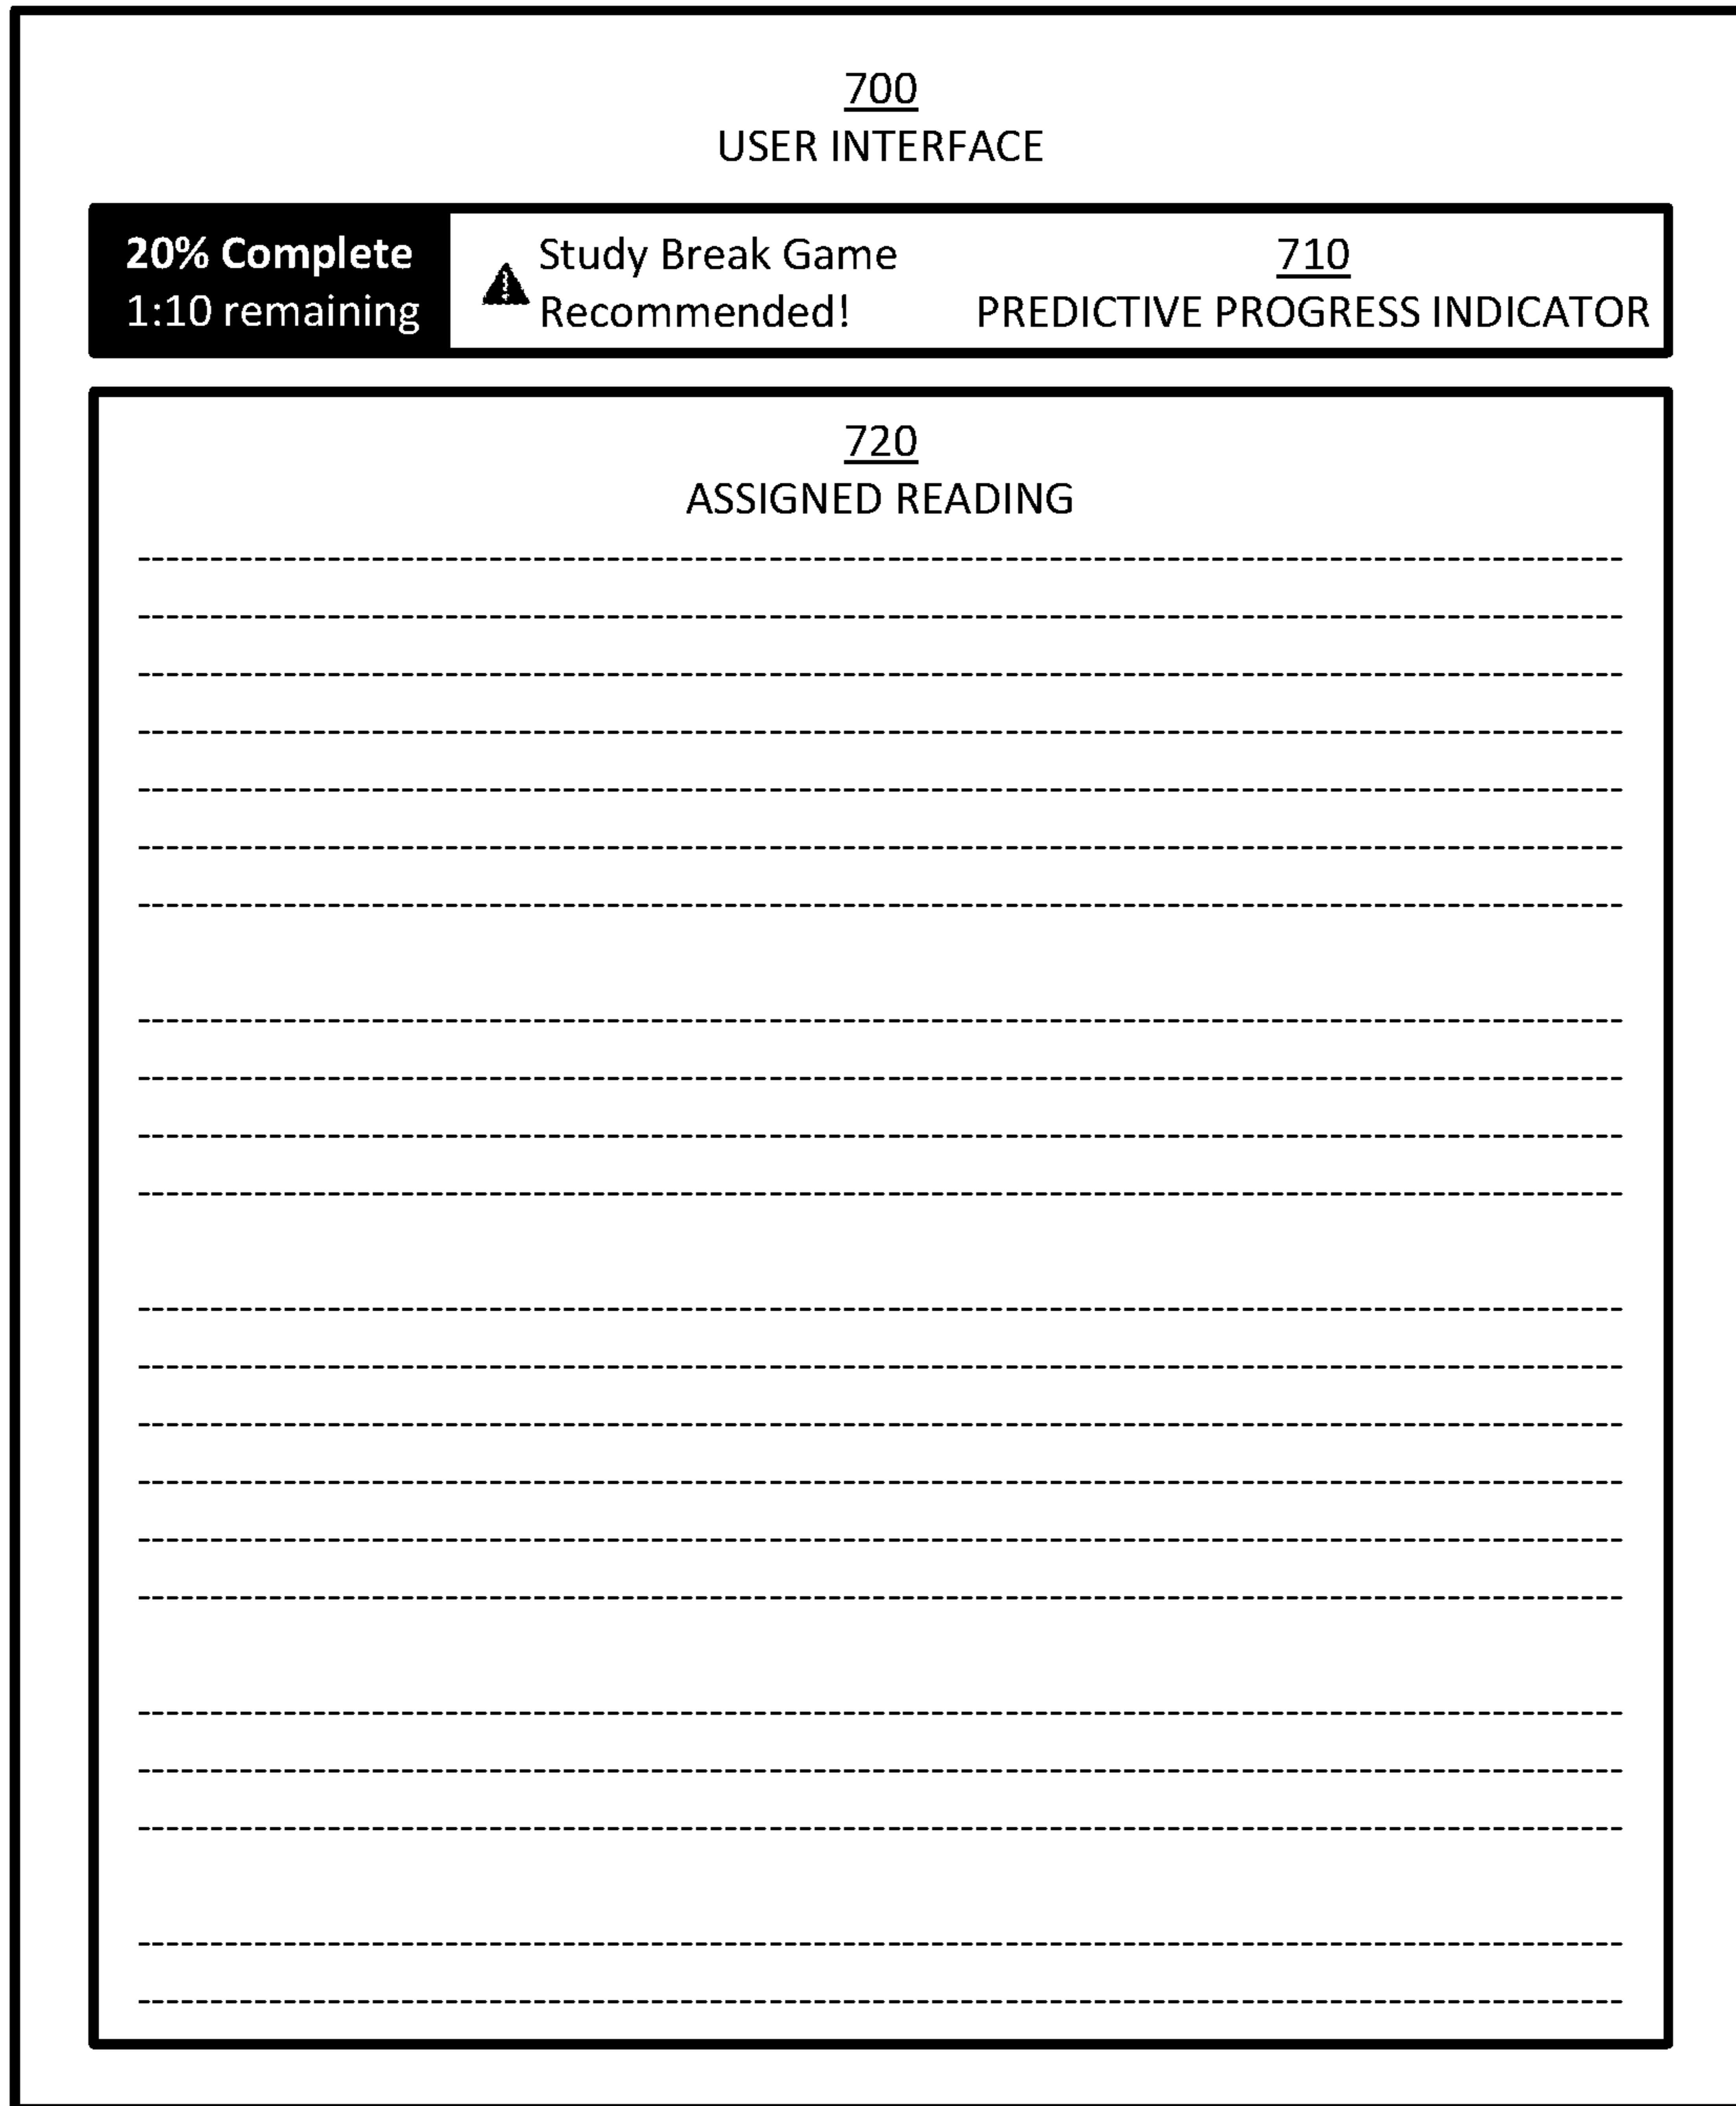 700
USER INTERFACE
20% Complete
1:10 remaining
Study Break Game
Recommended!
710
PREDICTIVE PROGRESS INDICATOR
720
ASSIGNED READING